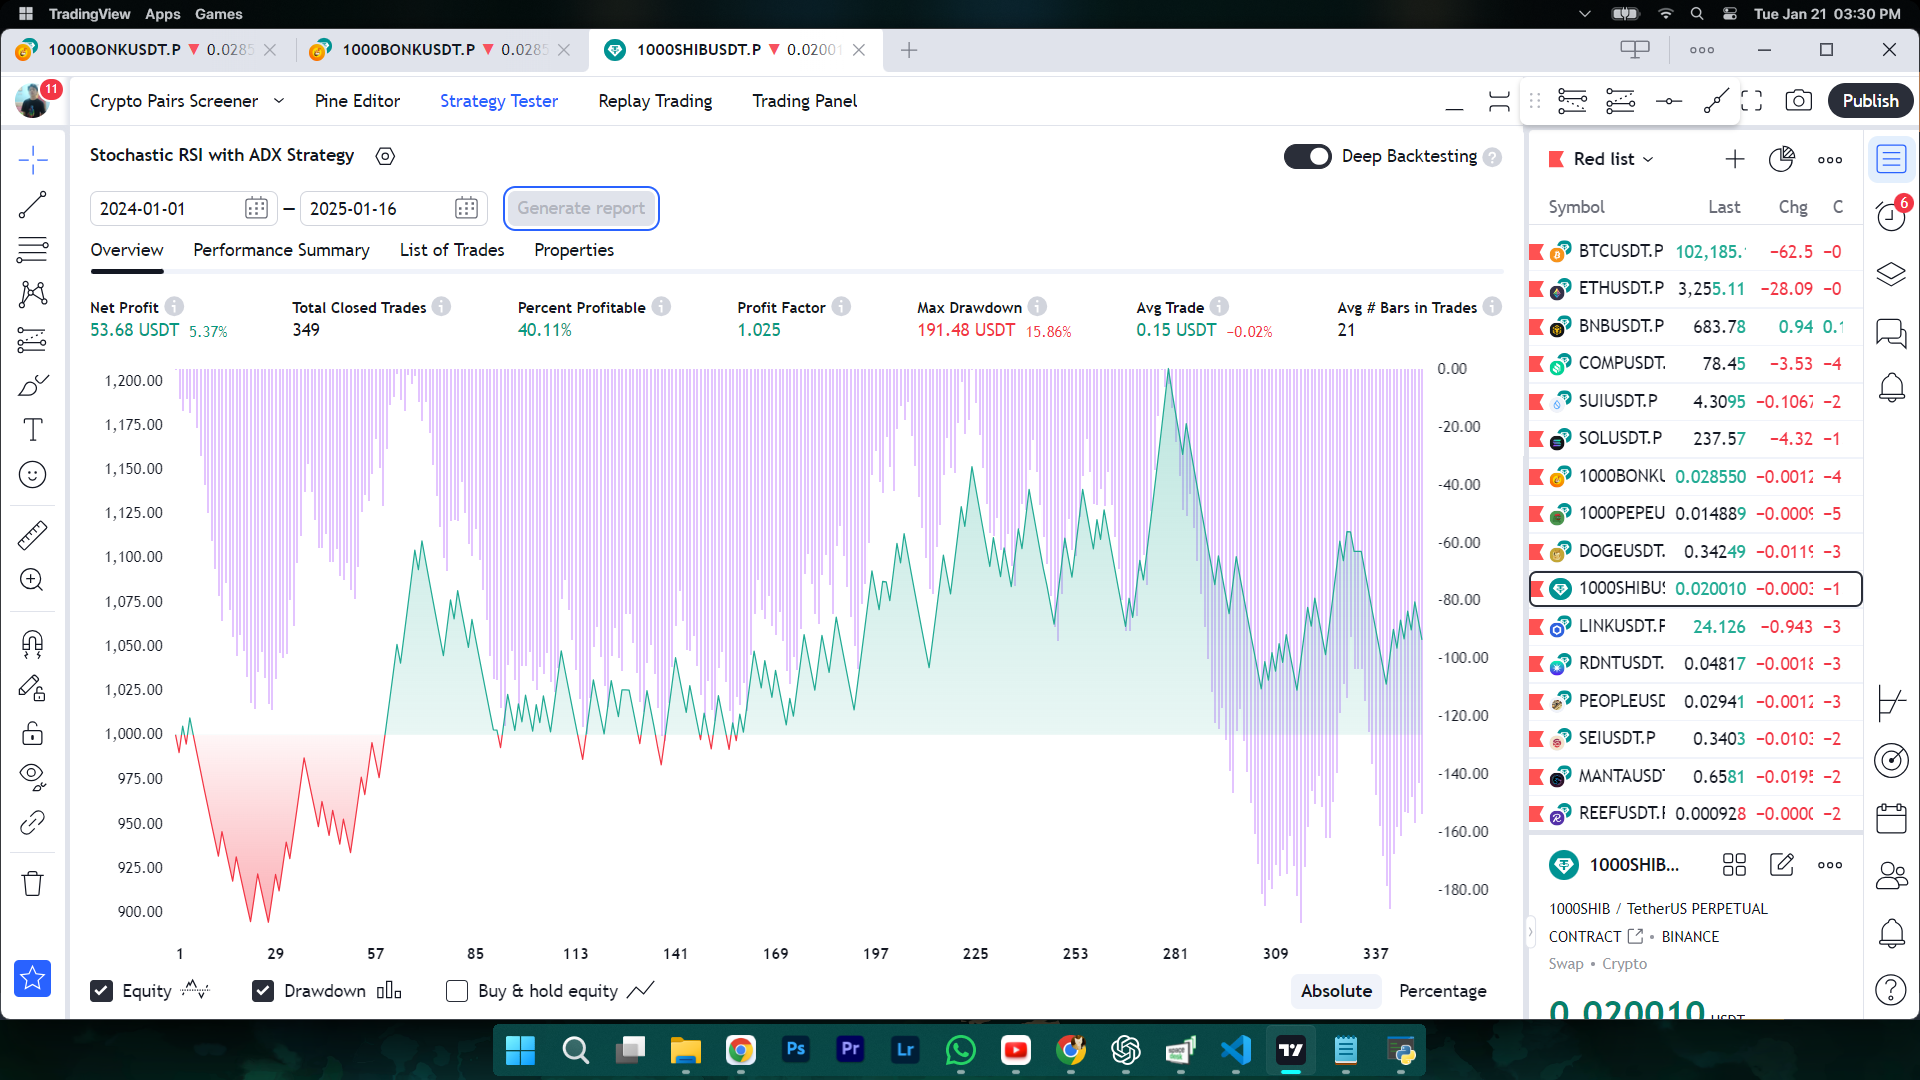 TradingView Apps Games
Tue Jan 21 03:30 PM
1000BONKUSDT.P ▼ 0.0285
1000BONKUSDT.P ▼ 0.0285
1000SHIBUSDT.P ▼ 0.02001
11
Crypto Pairs Screener Pine Editor Strategy Tester Replay Trading Trading Panel
Publish
Stochastic RSI with ADX Strategy
Deep Backtesting ?
2024-01-01 – 2025-01-16 Generate report
Overview Performance Summary List of Trades Properties
Net Profit Total Closed Trades Percent Profitable Profit Factor Max Drawdown Avg Trade Avg # Bars in Trades
53.68 USDT 5.37% 349 40.11% 1.025 191.48 USDT 15.86% 0.15 USDT −0.02% 21
1,200.00
1,175.00
1,150.00
1,125.00
1,100.00
1,075.00
1,050.00
1,025.00
1,000.00
975.00
950.00
925.00
900.00
0.00
-20.00
-40.00
-60.00
-80.00
-100.00
-120.00
-140.00
-160.00
-180.00
1 29 57 85 113 141 169 197 225 253 281 309 337
Equity Drawdown Buy & hold equity Absolute Percentage
Red list
Symbol Last Chg C
6
BTCUSDT.P 102,185. −62.5 −0
ETHUSDT.P 3,255.11 −28.09 −0
BNBUSDT.P 683.78 0.94 0.1
COMPUSDT. 78.45 −3.53 −4
SUIUSDT.P 4.3095 −0.1067 −2
SOLUSDT.P 237.57 −4.32 −1
1000BONKU 0.028550 −0.0012 −4
1000PEPEU 0.014889 −0.0009 −5
DOGEUSDT. 0.34249 −0.0119 −3
1000SHIBUS 0.020010 −0.0003 −1
LINKUSDT.P 24.126 −0.943 −3
RDNTUSDT. 0.04817 −0.0018 −3
PEOPLEUSD 0.02941 −0.0012 −3
SEIUSDT.P 0.3403 −0.0103 −2
MANTAUSDT 0.6581 −0.0195 −2
REEFUSDT.P 0.000928 −0.0000 −2
1000SHIB...
1000SHIB / TetherUS PERPETUAL
CONTRACT • BINANCE
Swap • Crypto
0.020010 USDT
Ps Pr Lr